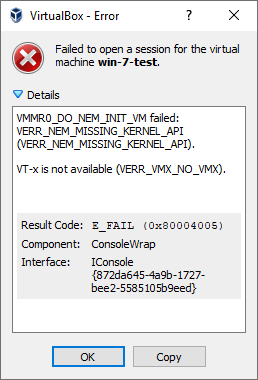 VirtualBox - Error
Failed to open a session for the virtual
machine win-7-test.
Details
VMMR0_DO_NEM_INIT_VM failed:
VERR_NEM_MISSING_KERNEL_API
(VERR_NEM_MISSING_KERNEL_API).
VT-x is not available (VERR_VMX_NO_VMX).
Result Code: E_FAIL (0x80004005)
Component: ConsoleWrap
Interface: IConsole
{872da645-4a9b-1727-
bee2-5585105b9eed}
OK Copy